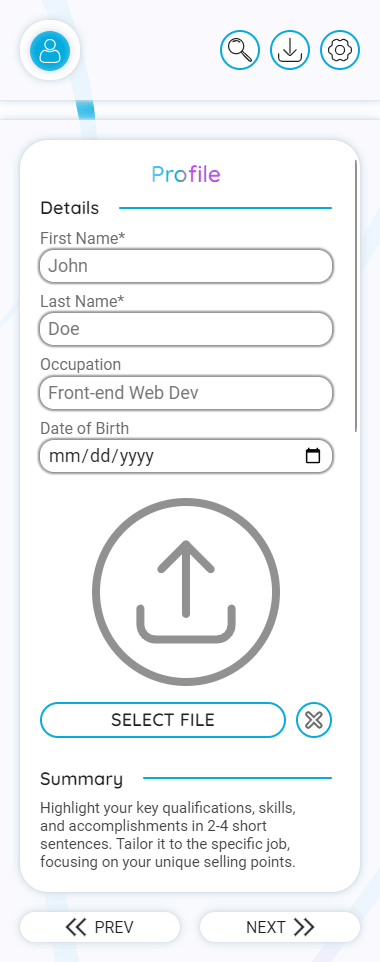 Profile
Details
First Name*
John
Last Name*
Doe
Occupation
Front-end Web Dev
Date of Birth
mm/dd/yyyy
SELECT FILE
Summary
Highlight your key qualifications, skills,
and accomplishments in 2-4 short
sentences. Tailor it to the specific job,
focusing on your unique selling points.
PREV
NEXT